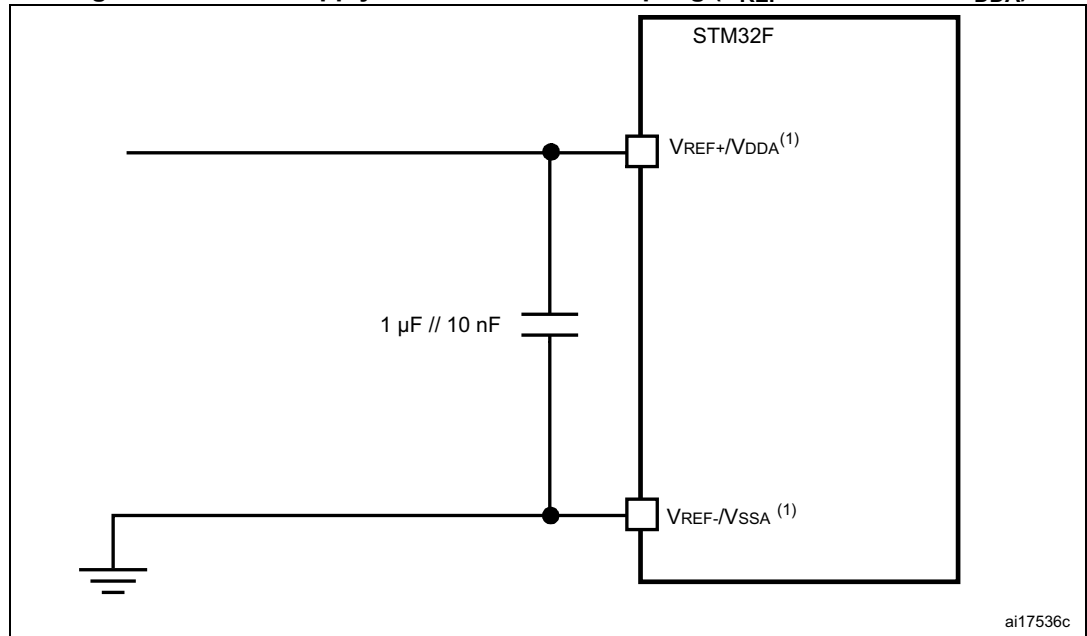 STM32F
VREF+/VDDA(1)
1 µF // 10 nF
VREF-/VSSA (1)
ai17536c